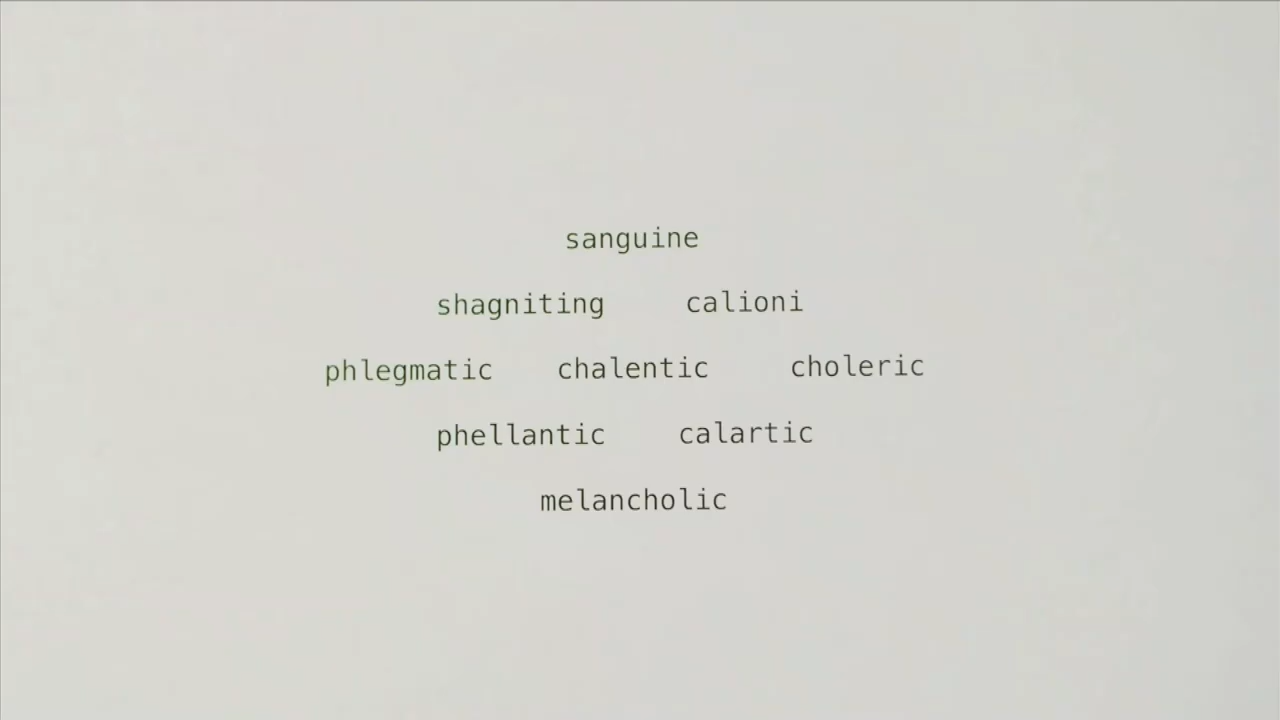 sanguine
shagniting calioni
phlegmatic chalentic choleric
phellantic calartic
melancholic